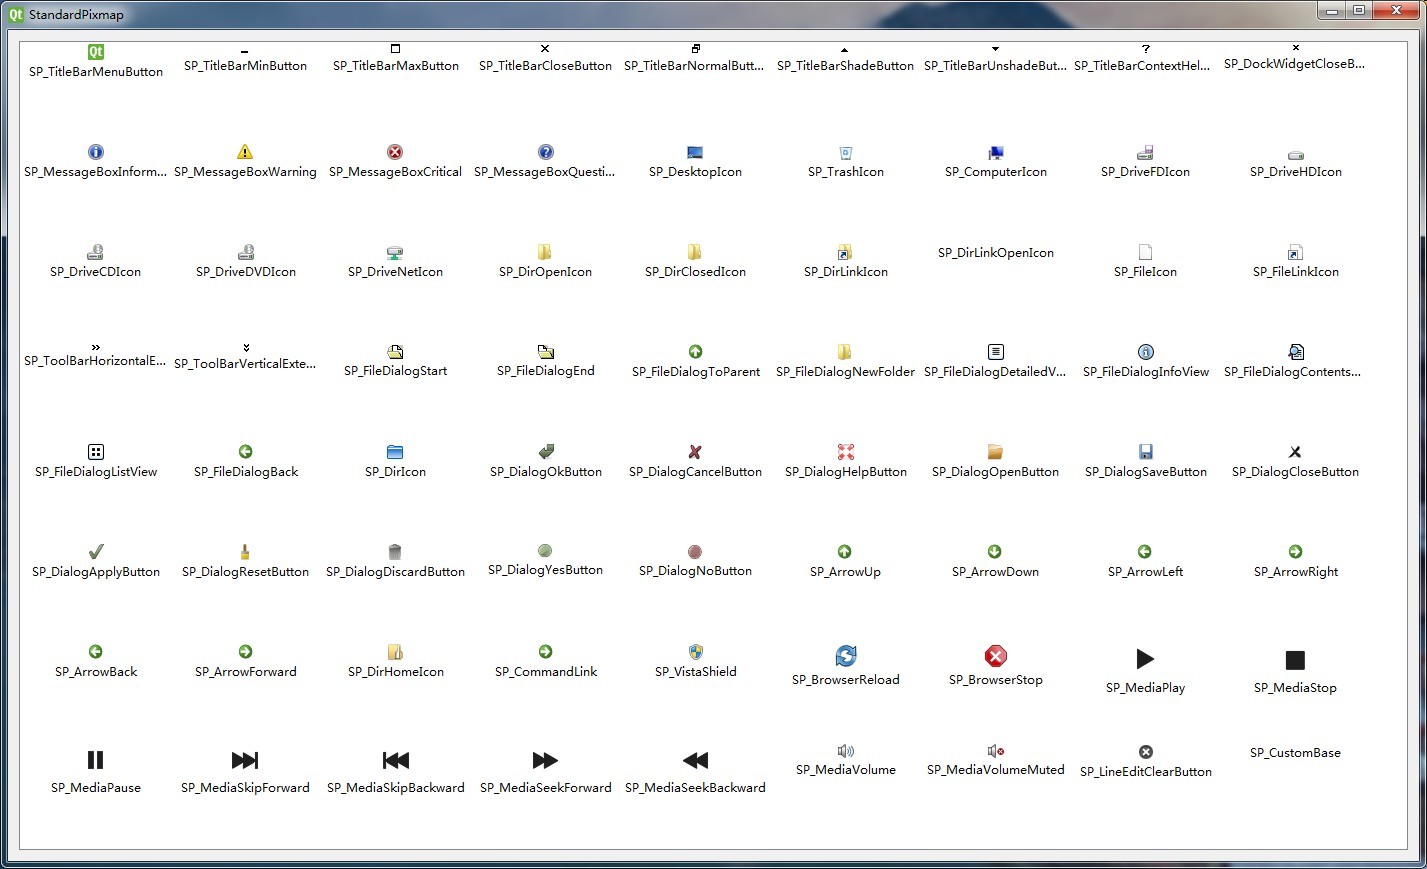 StandardPixmap
SP_TitleBarMenuButton
SP_TitleBarMinButton
SP_TitleBarMaxButton
SP_TitleBarCloseButton
SP_TitleBarNormalButt...
SP_TitleBarShadeButton
SP_TitleBarUnshadeBut...
SP_TitleBarContextHel...
SP_DockWidgetCloseB...
SP_MessageBoxInform...
SP_MessageBoxWarning
SP_MessageBoxCritical
SP_MessageBoxQuesti...
SP_DesktopIcon
SP_TrashIcon
SP_ComputerIcon
SP_DriveFDIcon
SP_DriveHDIcon
SP_DriveCDIcon
SP_DriveDVDIcon
SP_DriveNetIcon
SP_DirOpenIcon
SP_DirClosedIcon
SP_DirLinkIcon
SP_DirLinkOpenIcon
SP_FileIcon
SP_FileLinkIcon
SP_ToolBarHorizontalE...
SP_ToolBarVerticalExte...
SP_FileDialogStart
SP_FileDialogEnd
SP_FileDialogToParent
SP_FileDialogNewFolder
SP_FileDialogDetailedV...
SP_FileDialogInfoView
SP_FileDialogContents...
SP_FileDialogListView
SP_FileDialogBack
SP_DirIcon
SP_DialogOkButton
SP_DialogCancelButton
SP_DialogHelpButton
SP_DialogOpenButton
SP_DialogSaveButton
SP_DialogCloseButton
SP_DialogApplyButton
SP_DialogResetButton
SP_DialogDiscardButton
SP_DialogYesButton
SP_DialogNoButton
SP_ArrowUp
SP_ArrowDown
SP_ArrowLeft
SP_ArrowRight
SP_ArrowBack
SP_ArrowForward
SP_DirHomeIcon
SP_CommandLink
SP_VistaShield
SP_BrowserReload
SP_BrowserStop
SP_MediaPlay
SP_MediaStop
SP_MediaPause
SP_MediaSkipForward
SP_MediaSkipBackward
SP_MediaSeekForward
SP_MediaSeekBackward
SP_MediaVolume
SP_MediaVolumeMuted
SP_LineEditClearButton
SP_CustomBase